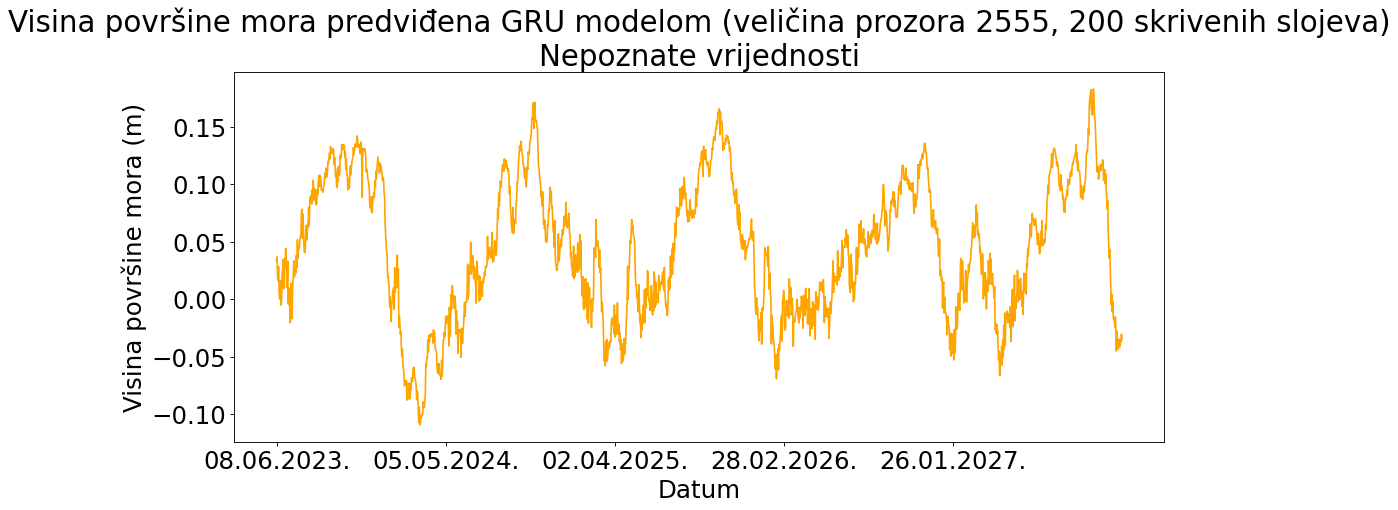 Visina površine mora predviđena GRU modelom (veličina prozora 2555, 200 skrivenih slojeva)
Nepoznate vrijednosti
Visina površine mora (m)
0.15
0.10
0.05
0.00
−0.05
−0.10
08.06.2023. 05.05.2024. 02.04.2025. 28.02.2026. 26.01.2027.
Datum